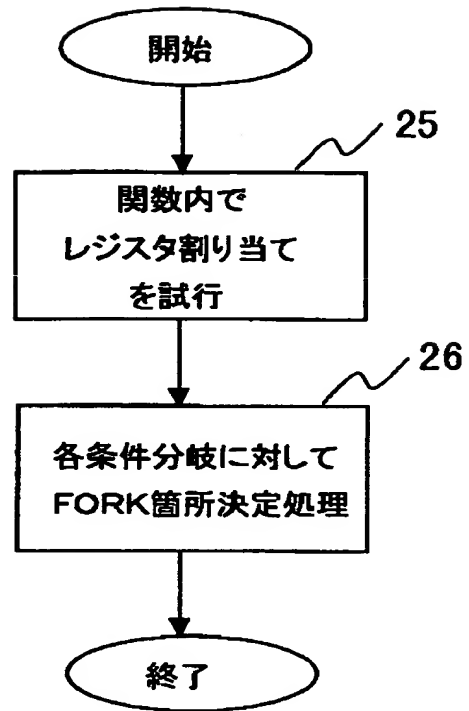 開始
25
関数内で
レジスタ割り当て
を試行
26
各条件分岐に対して
FORK箇所決定処理
終了